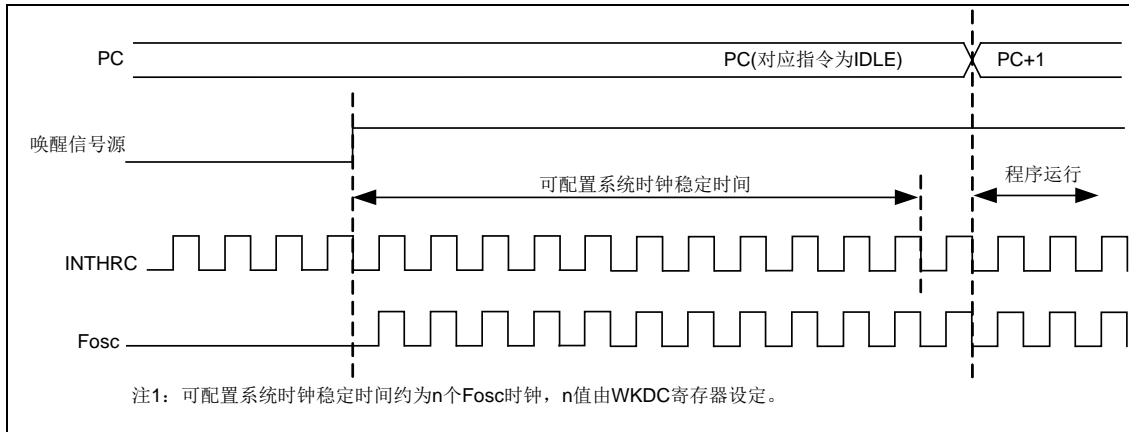 PC
PC(对应指令为IDLE)
PC+1
唤醒信号源
可配置系统时钟稳定时间
程序运行
INTHRC
Fosc
注1：可配置系统时钟稳定时间约为n个Fosc时钟，n值由WKDC寄存器设定。